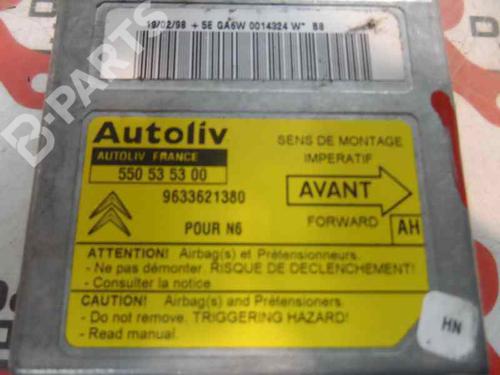 19/02/98 + 5E GA6W 0014324 W* B8
B-PARTS
Autoliv
AUTOLIV FRANCE
550 53 53 00
9633621380
POUR N6
SENS DE MONTAGE
IMPERATIF
AVANT
FORWARD
AH
ATTENTION! Airbag(s) et Prétensionneurs.
- Ne pas démonter. RISQUE DE DECLENCHEMENT!
- Consulter la notice.
CAUTION! Airbag(s) and Prétensioners.
- Do not remove. TRIGGERING HAZARD!
- Read manual.
HN